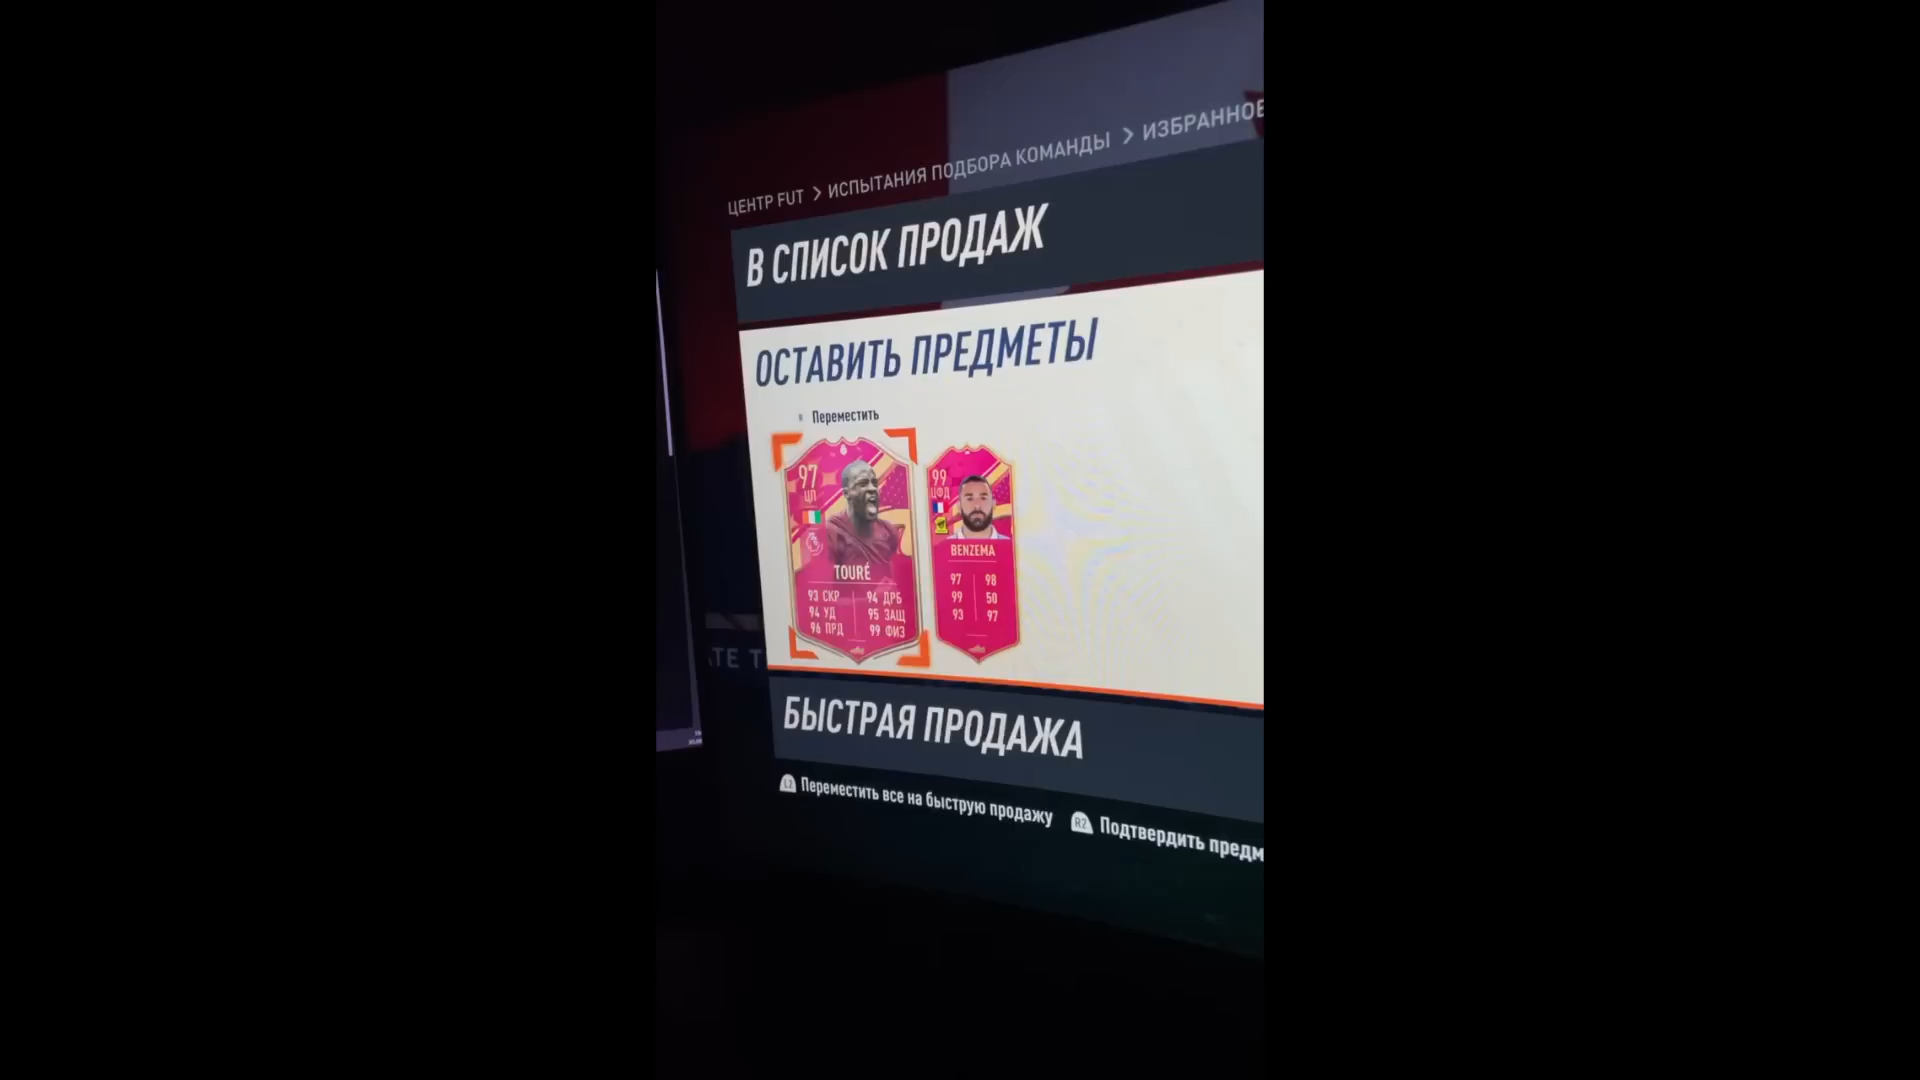 ЦЕНТР FUT > ИСПЫТАНИЯ ПОДБОРА КОМАНДЫ > ИЗБРАННОЕ
В СПИСОК ПРОДАЖ
ОСТАВИТЬ ПРЕДМЕТЫ
Переместить
97
ЦП
TOURÉ
93 СКР 94 ДРБ
94 УД 95 ЗАЩ
96 ПРД 99 ФИЗ
99
ЦФД
BENZEMA
97 98
99 50
93 97
ATE T
БЫСТРАЯ ПРОДАЖА
Переместить все на быструю продажу R2 Подтвердить предм